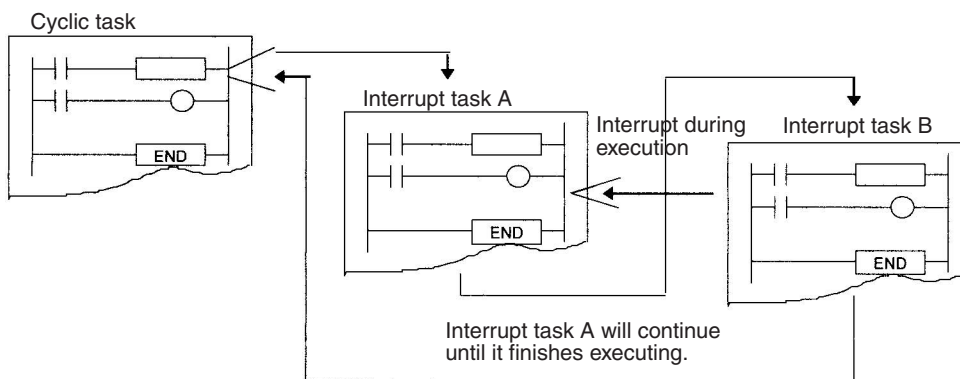 Cyclic task
END
Interrupt task A
END
Interrupt during
execution
Interrupt task B
END
Interrupt task A will continue
until it finishes executing.